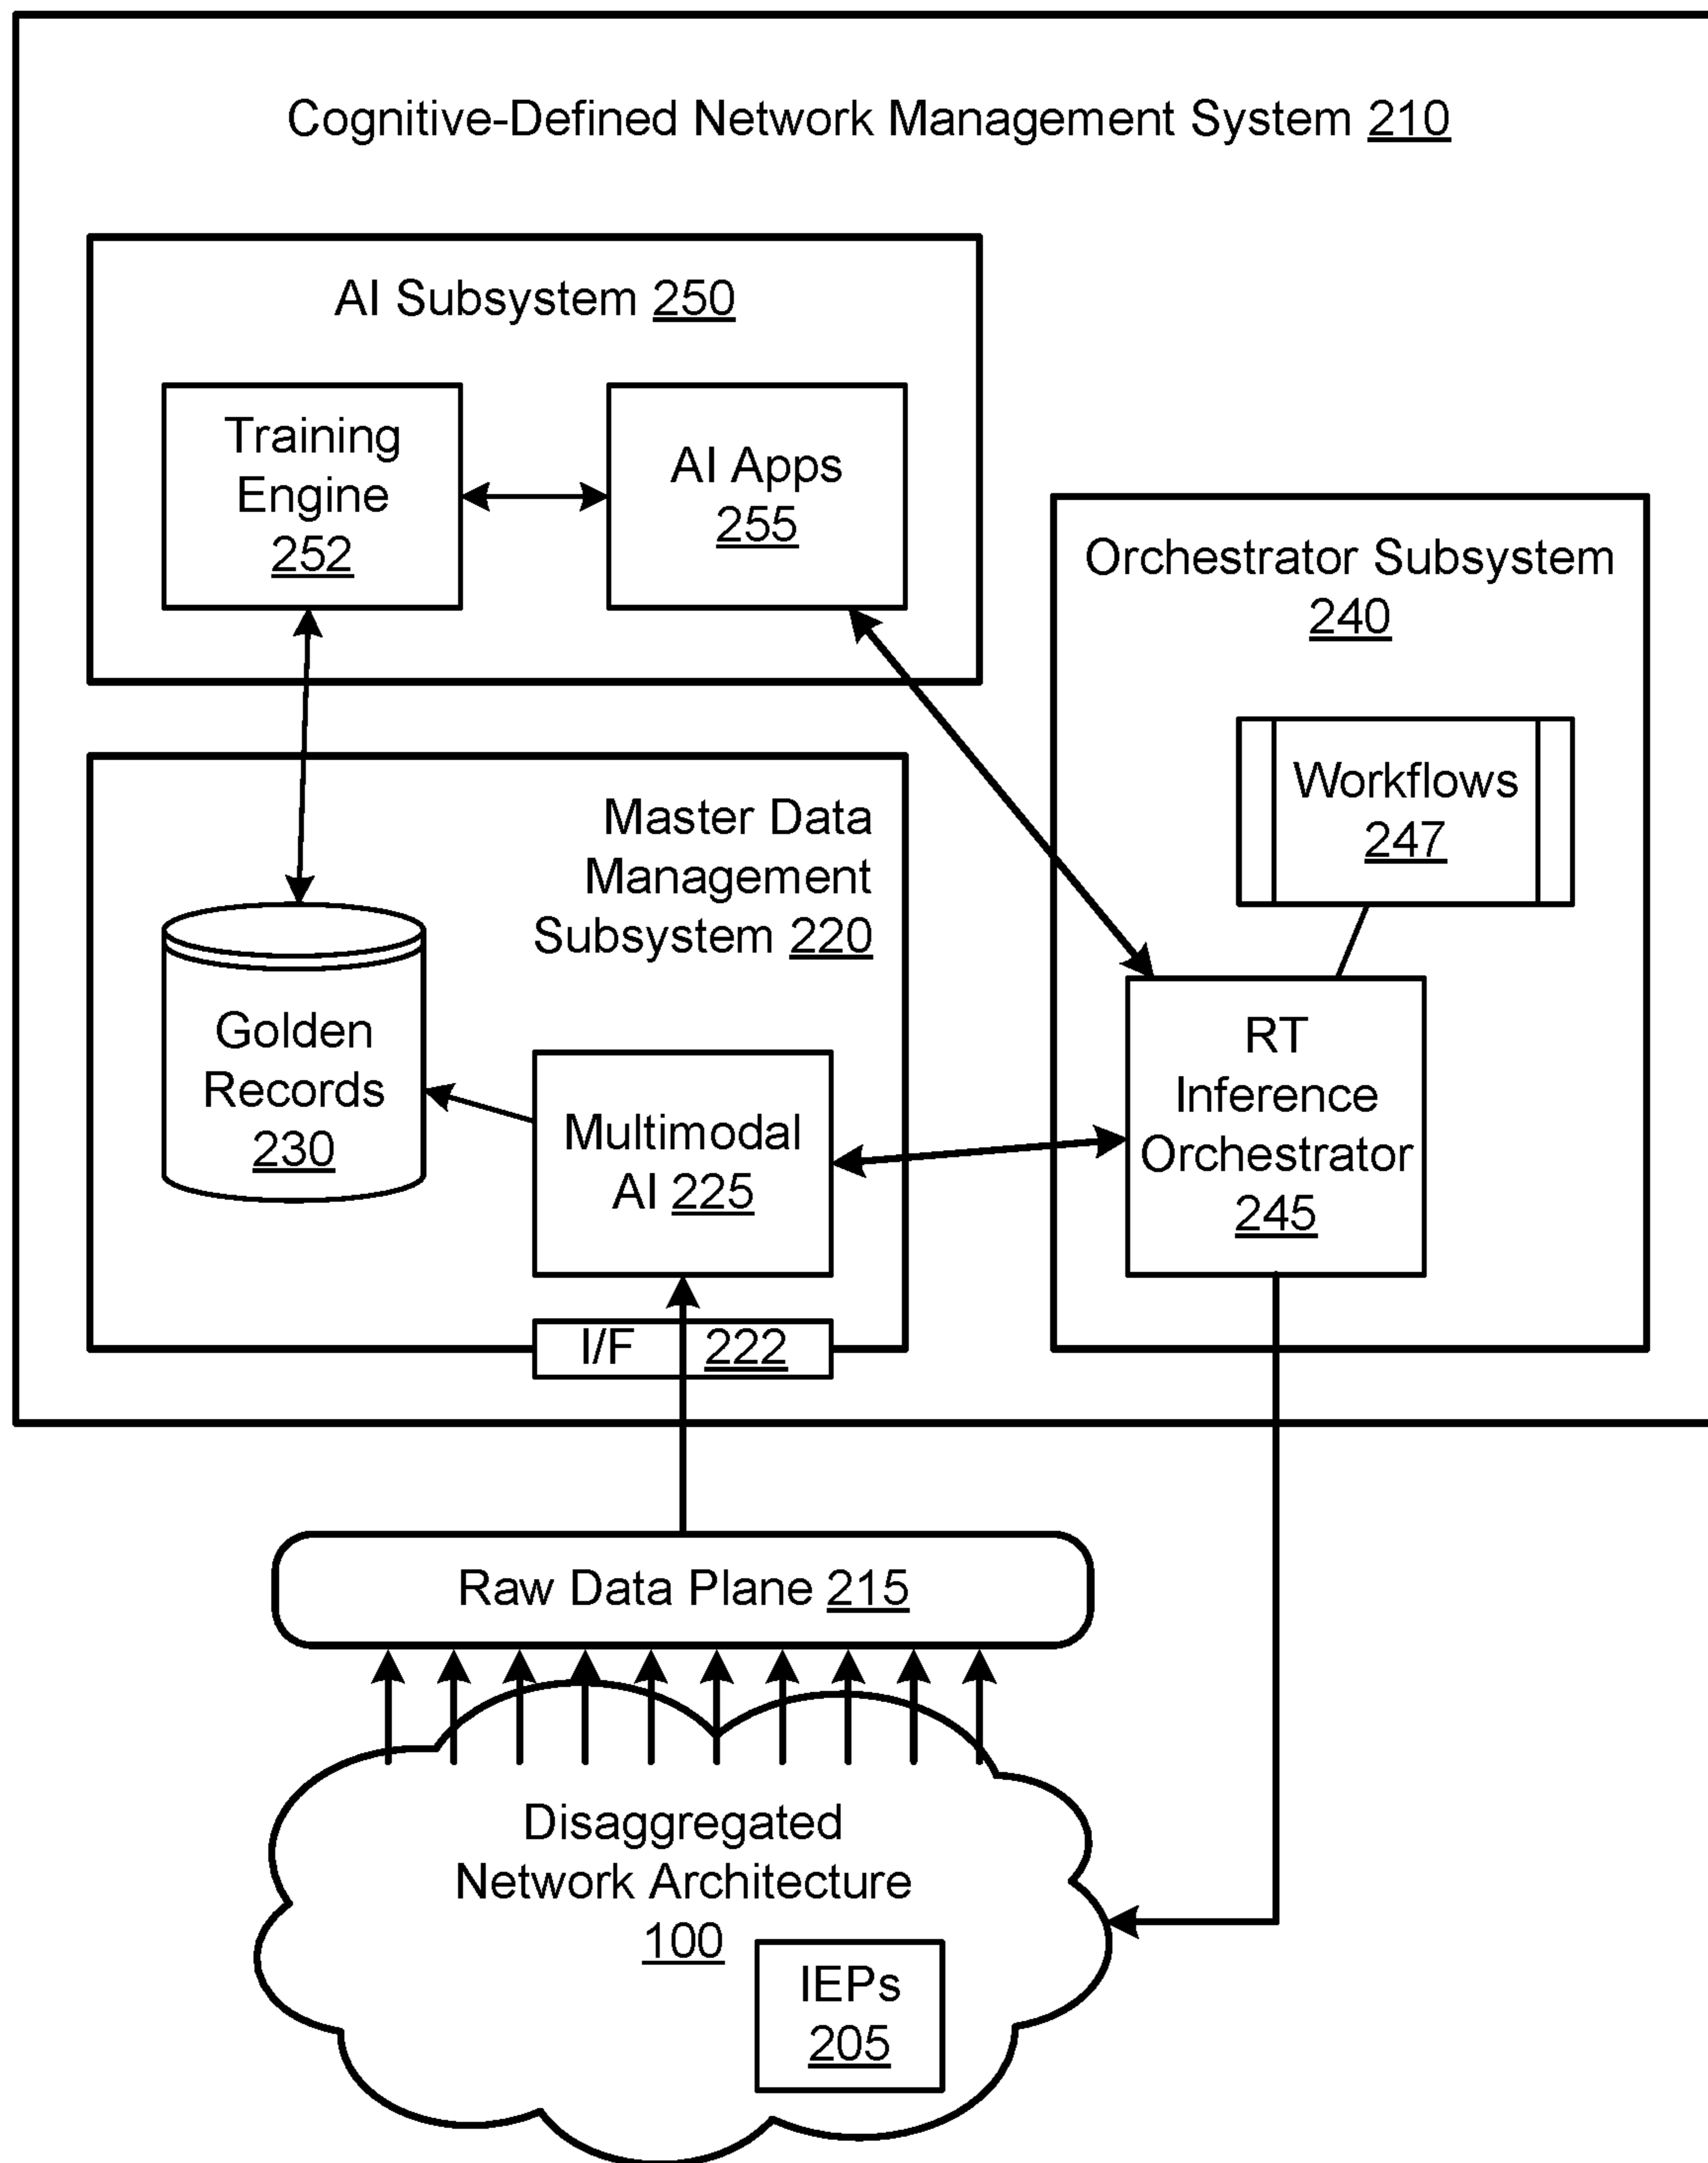 Cognitive-Defined Network Management System 210
AI Subsystem 250
Training
Engine
252
AI Apps
255
Orchestrator Subsystem
240
Workflows
247
Master Data
Management
Subsystem 220
Golden
Records
230
Multimodal
AI 225
RT
Inference
Orchestrator
245
I/F 222
Raw Data Plane 215
Disaggregated
Network Architecture
100
IEPs
205